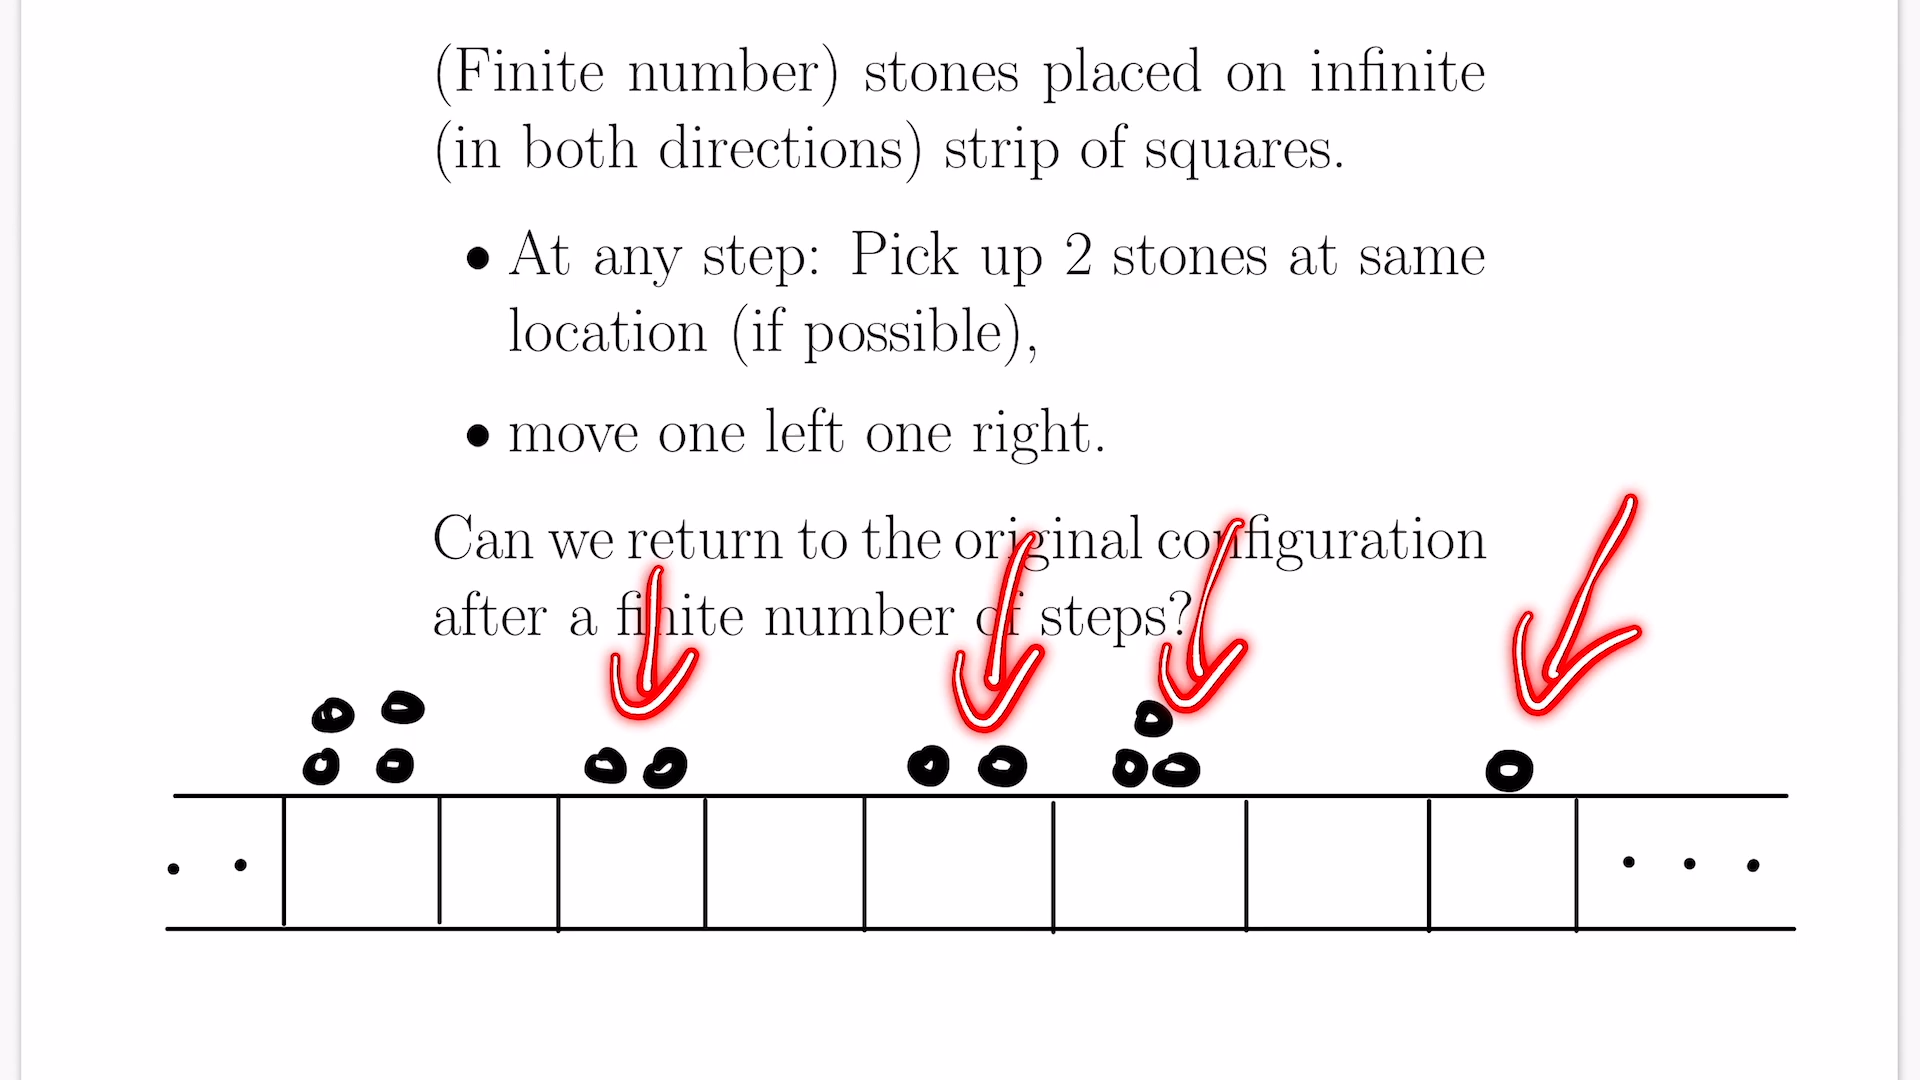 (Finite number) stones placed on infinite
(in both directions) strip of squares.
• At any step: Pick up 2 stones at same
location (if possible),
• move one left one right.
Can we return to the original configuration
after a finite number of steps?